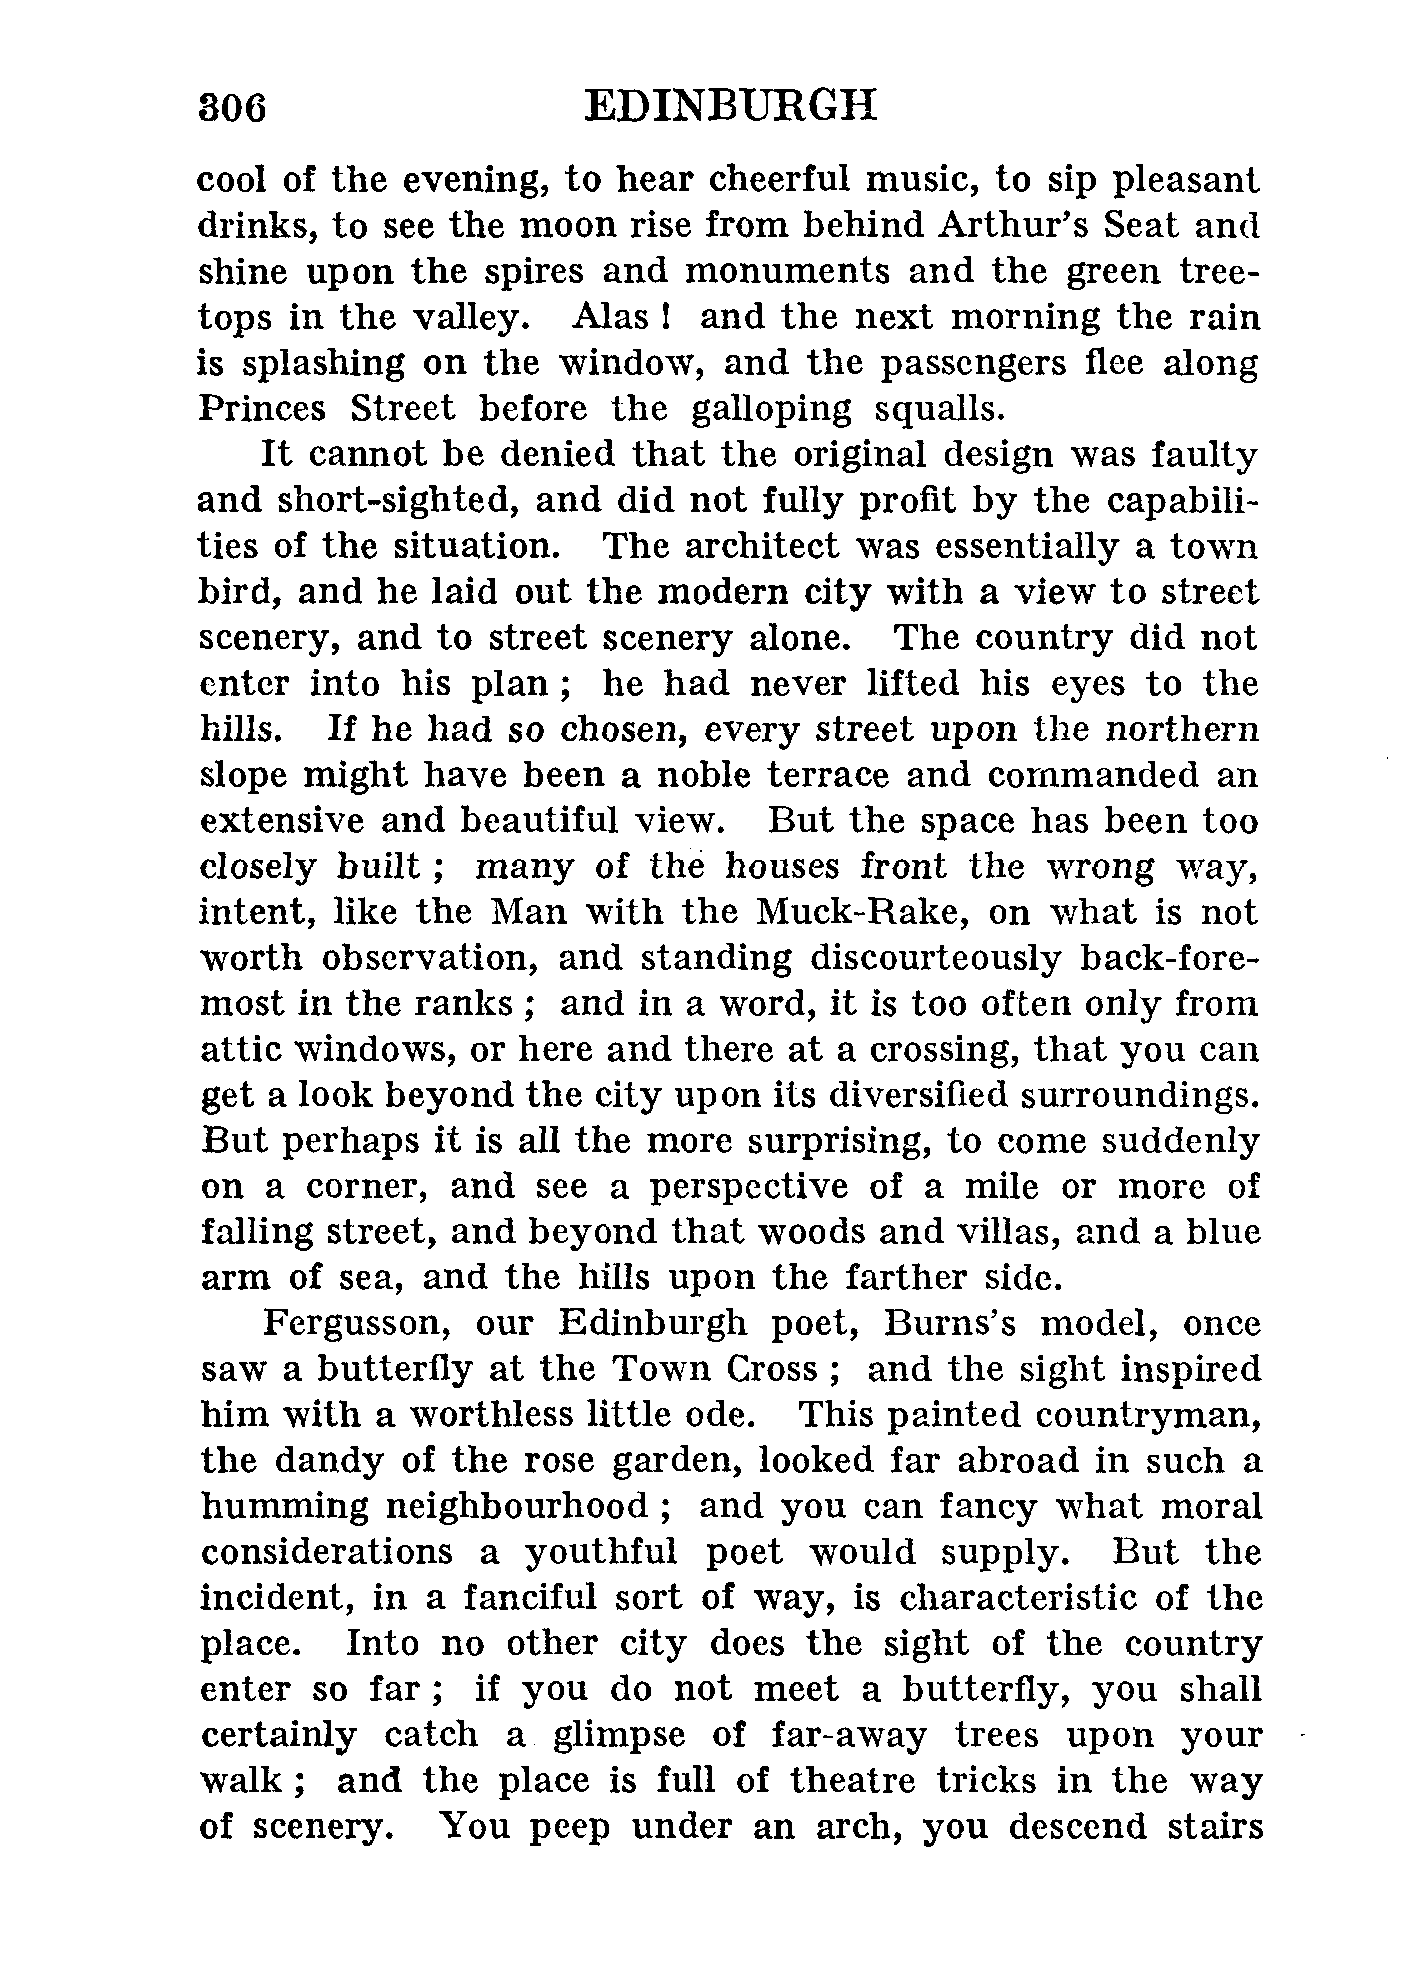 306 EDINBURGH
cool of the evening, to hear cheerful music, to sip pleasant
drinks, to see the moon rise from behind Arthur's Seat and
shine upon the spires and monuments and the green tree-
tops in the valley. Alas ! and the next morning the rain
is splashing on the window, and the passengers flee along
Princes Street before the galloping squalls.
It cannot be denied that the original design was faulty
and short-sighted, and did not fully profit by the capabili-
ties of the situation. The architect was essentially a town
bird, and he laid out the modern city with a view to street
scenery, and to street scenery alone. The country did not
enter into his plan ; he had never lifted his eyes to the
hills. If he had so chosen, every street upon the northern
slope might have been a noble terrace and commanded an
extensive and beautiful view. But the space has been too
closely built ; many of the houses front the wrong way,
intent, like the Man with the Muck-Rake, on what is not
worth observation, and standing discourteously back-fore-
most in the ranks ; and in a word, it is too often only from
attic windows, or here and there at a crossing, that you can
get a look beyond the city upon its diversified surroundings.
But perhaps it is all the more surprising, to come suddenly
on a corner, and see a perspective of a mile or more of
falling street, and beyond that woods and villas, and a blue
arm of sea, and the hills upon the farther side.
Fergusson, our Edinburgh poet, Burns's model, once
saw a butterfly at the Town Cross ; and the sight inspired
him with a worthless little ode. This painted countryman,
the dandy of the rose garden, looked far abroad in such a
humming neighbourhood ; and you can fancy what moral
considerations a youthful poet would supply. But the
incident, in a fanciful sort of way, is characteristic of the
place. Into no other city does the sight of the country
enter so far ; if you do not meet a butterfly, you shall
certainly catch a glimpse of far-away trees upon your
walk ; and the place is full of theatre tricks in the way
of scenery. You peep under an arch, you descend stairs